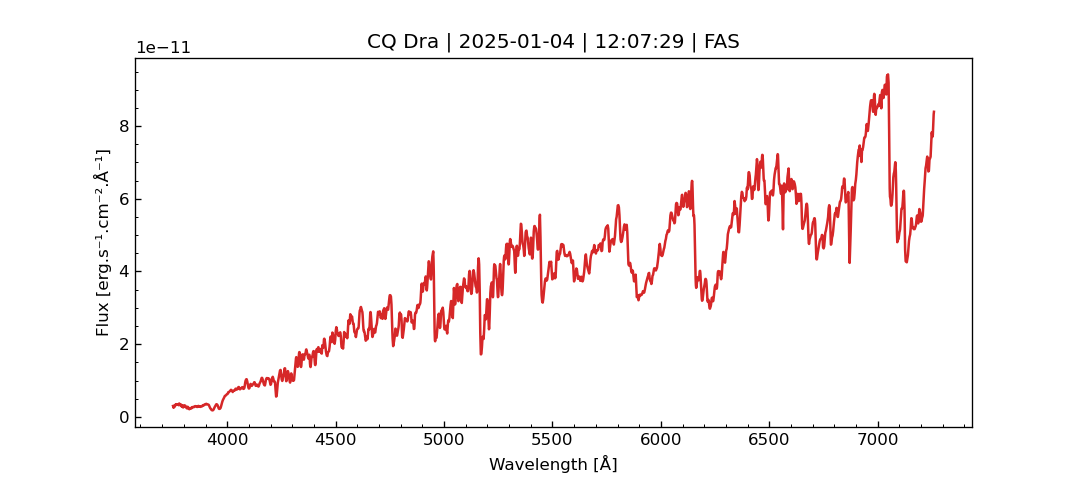 CQ Dra | 2025-01-04 | 12:07:29 | FAS
1e−11
8
6
4
2
0
Flux [erg.s⁻¹.cm⁻².Å⁻¹]
4000 4500 5000 5500 6000 6500 7000
Wavelength [Å]